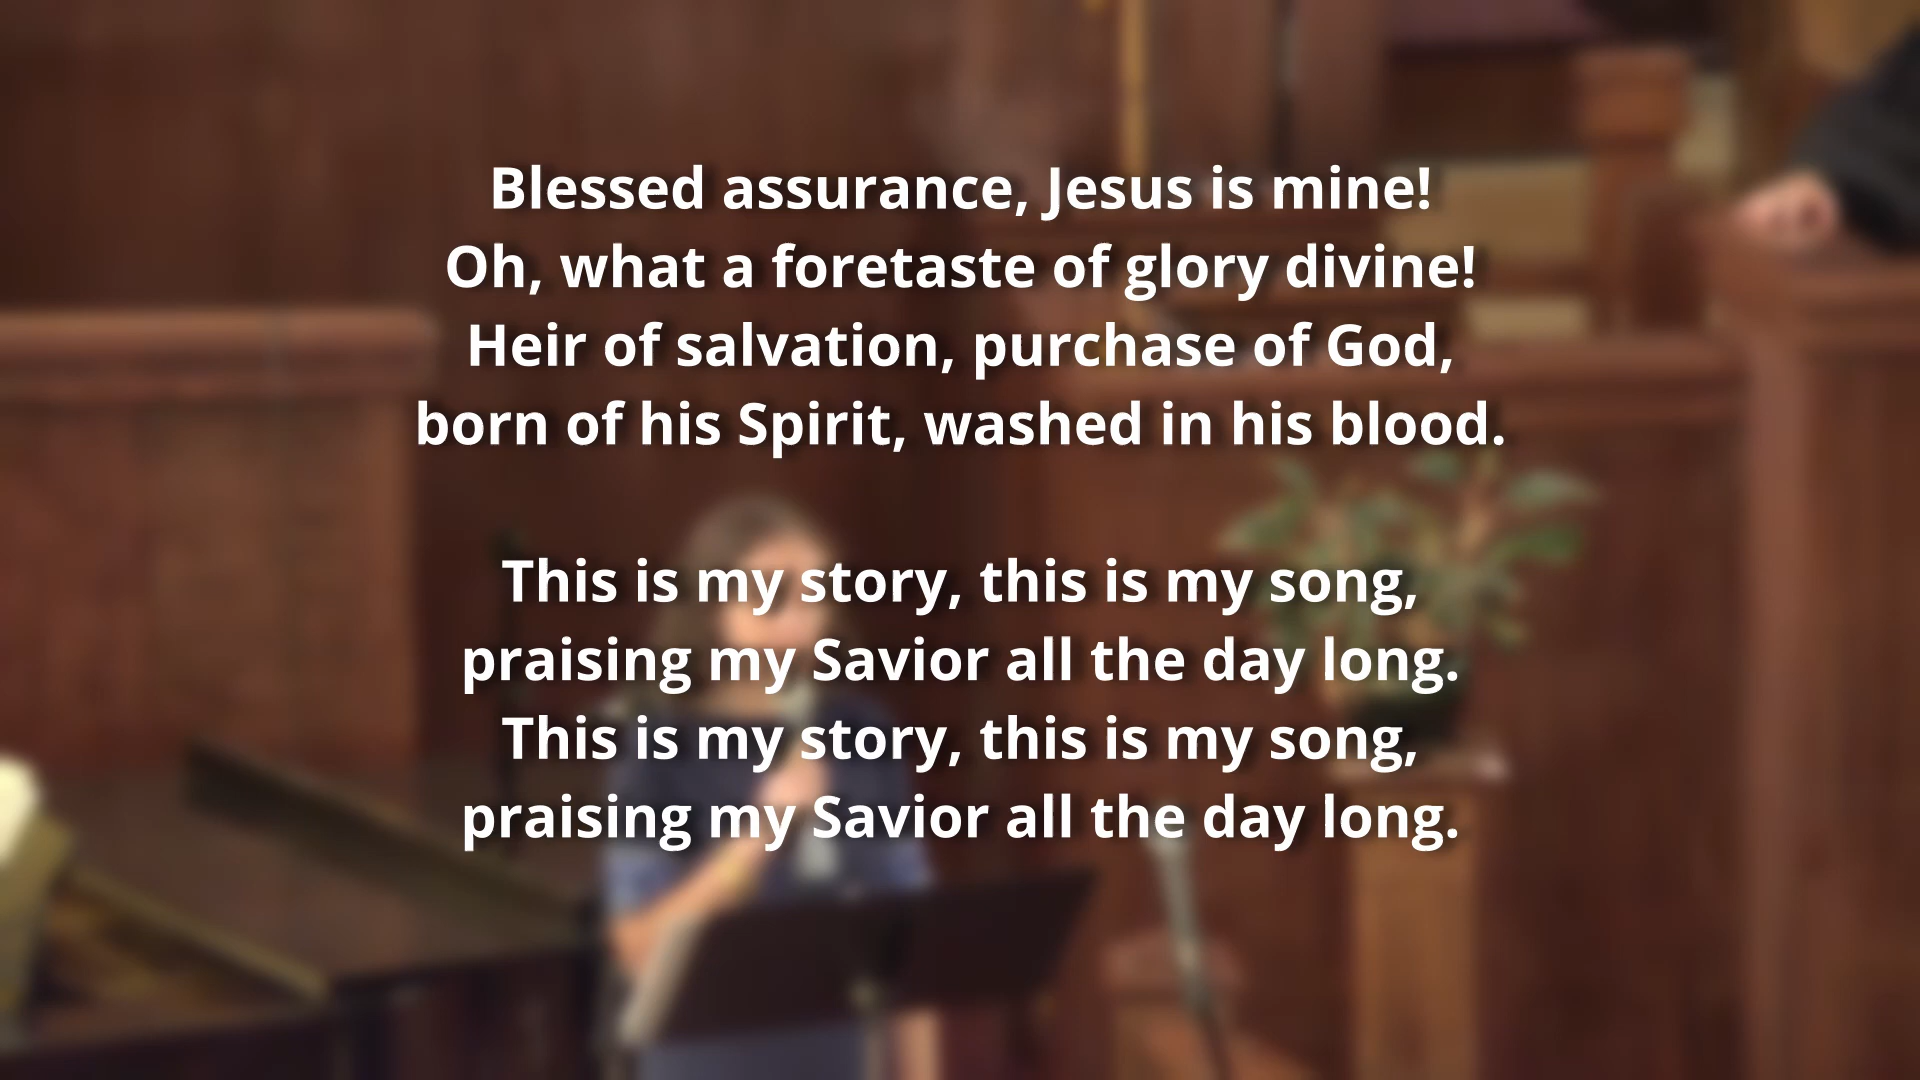 Blessed assurance, Jesus is mine!
Oh, what a foretaste of glory divine!
Heir of salvation, purchase of God,
born of his Spirit, washed in his blood.
This is my story, this is my song,
praising my Savior all the day long.
This is my story, this is my song,
praising my Savior all the day long.